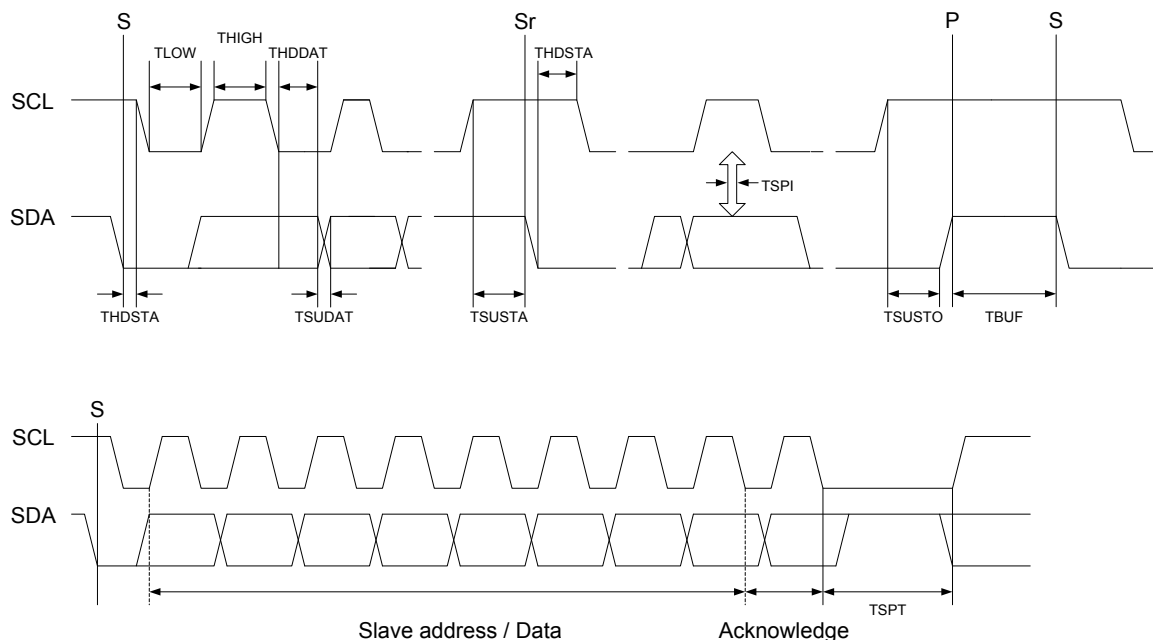 S Sr P S
TLOW THIGH THDDAT THDSTA
SCL
TSPI
SDA
THDSTA TSUDAT TSUSTA TSUSTO TBUF
S
SCL
SDA
TSPT
Slave address / Data Acknowledge